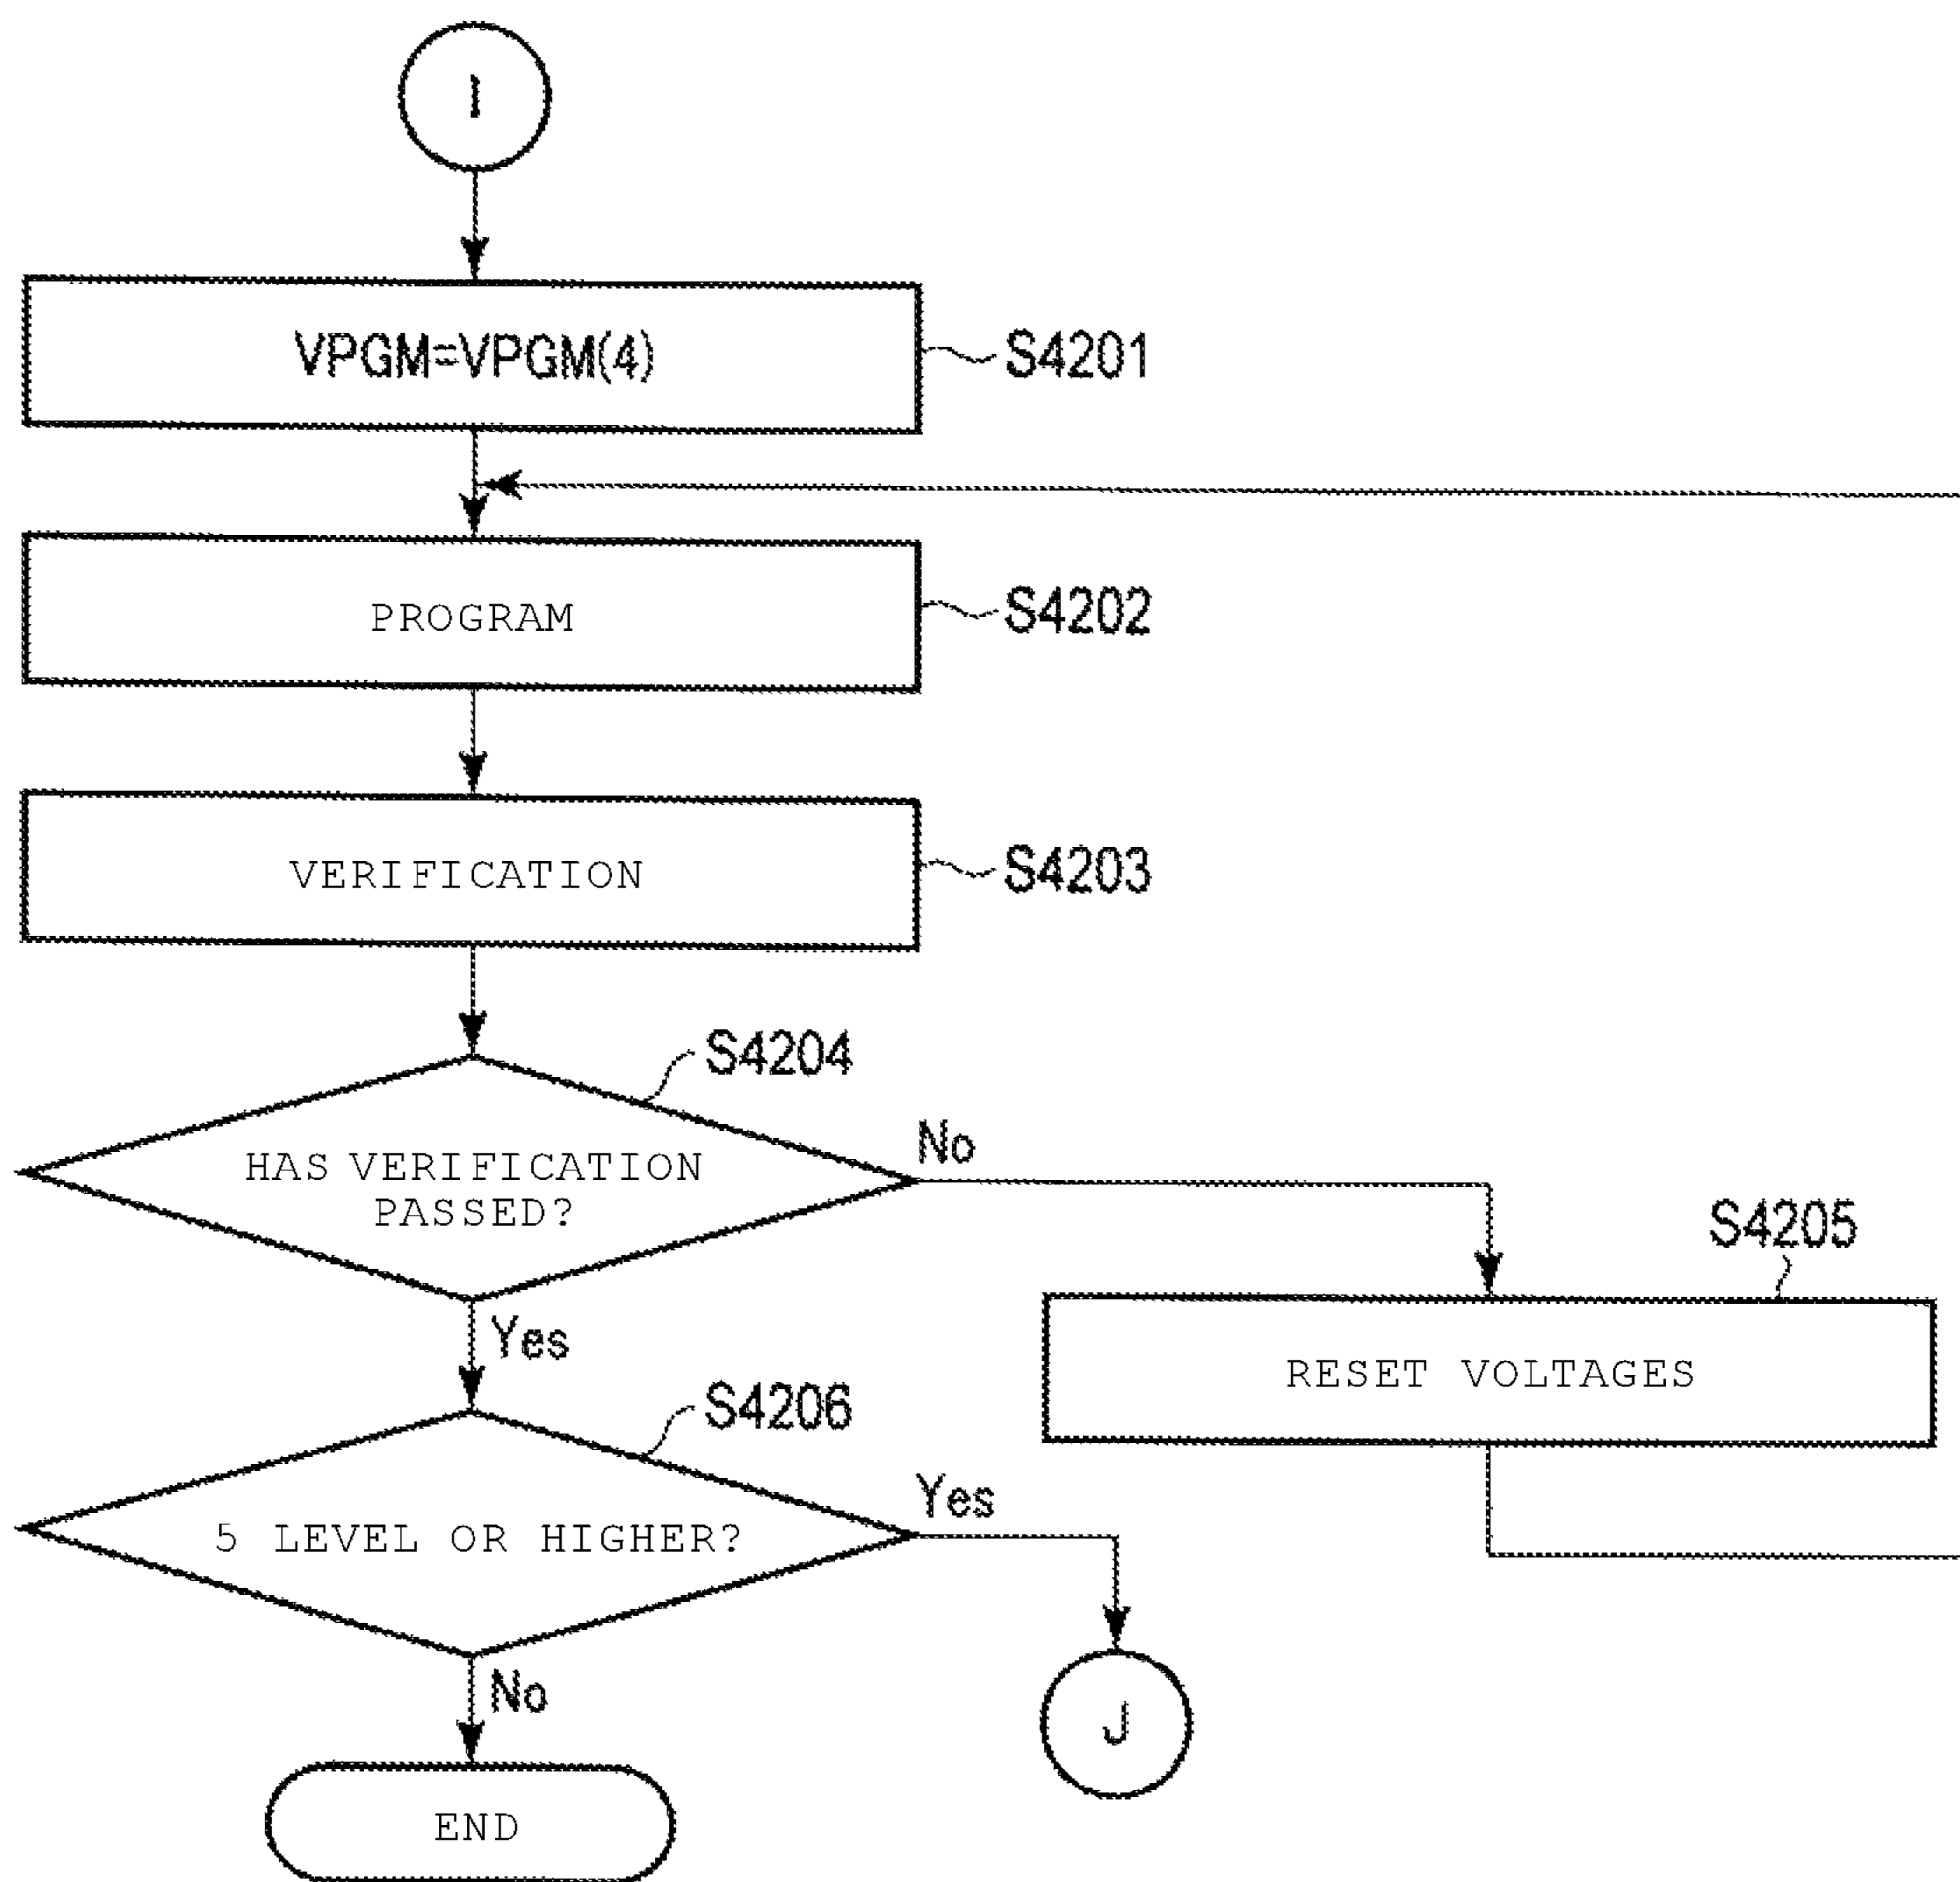 I
VPGM=VPGM(4)
S4201
PROGRAM
S4202
VERIFICATION
S4203
S4204
HAS VERIFICATION
PASSED?
No
Yes
S4205
RESET VOLTAGES
S4206
5 LEVEL OR HIGHER?
Yes
No
J
END